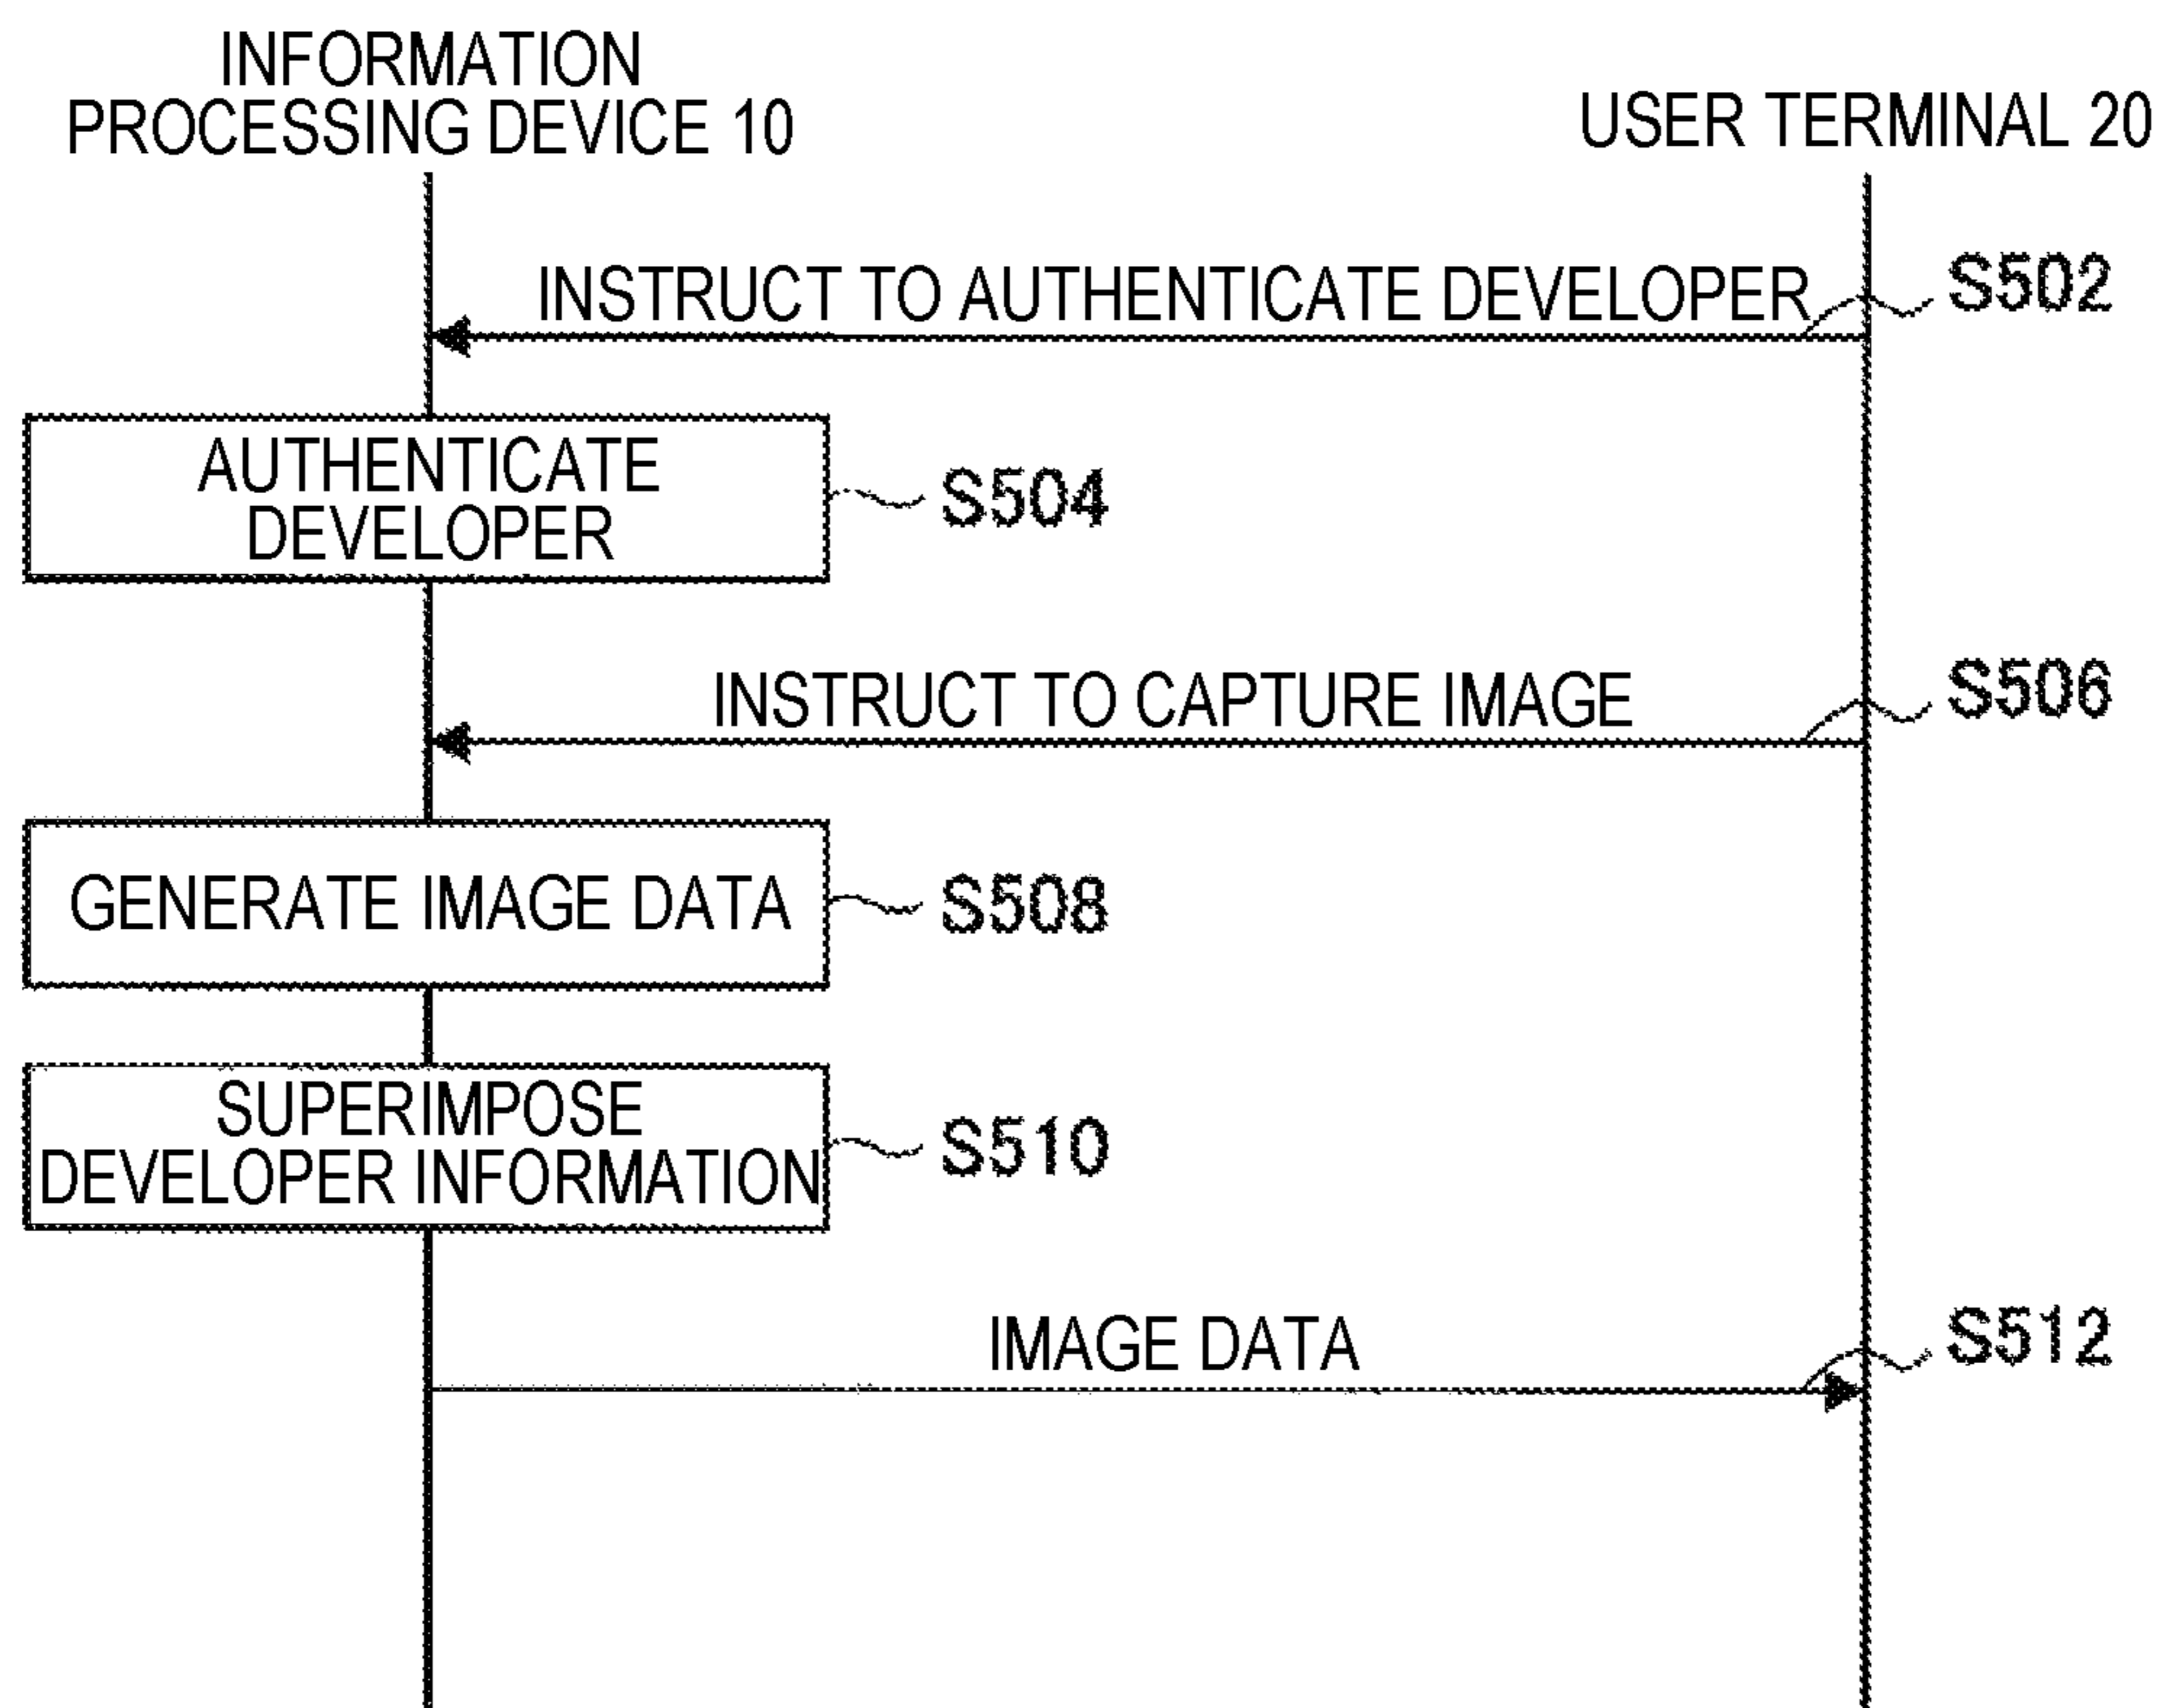 INFORMATION
PROCESSING DEVICE 10
USER TERMINAL 20
INSTRUCT TO AUTHENTICATE DEVELOPER
S502
AUTHENTICATE
DEVELOPER
S504
INSTRUCT TO CAPTURE IMAGE
S506
GENERATE IMAGE DATA
S508
SUPERIMPOSE
DEVELOPER INFORMATION
S510
IMAGE DATA
S512